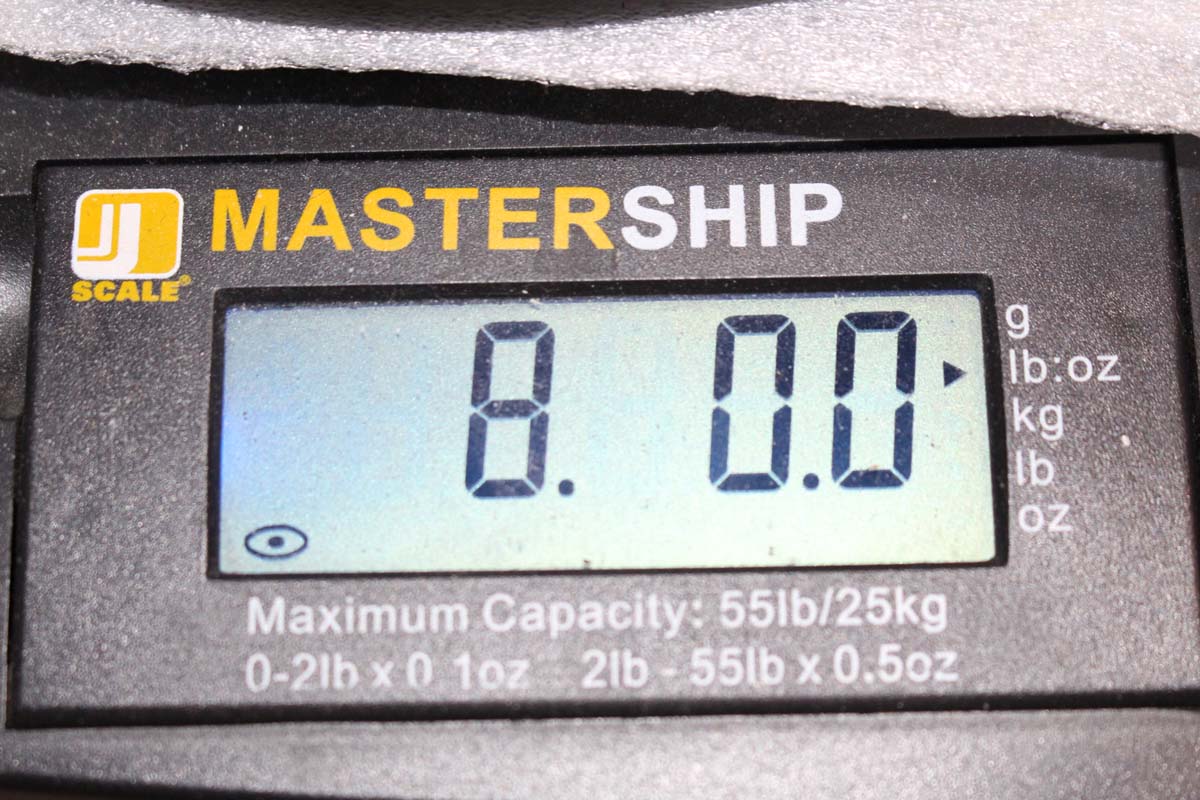 MASTERSHIP
JJ
SCALE®
8. 0.0
g
lb:oz
kg
lb
oz
Maximum Capacity: 55lb/25kg
0-2lb x 0.1oz 2lb - 55lb x 0.5oz